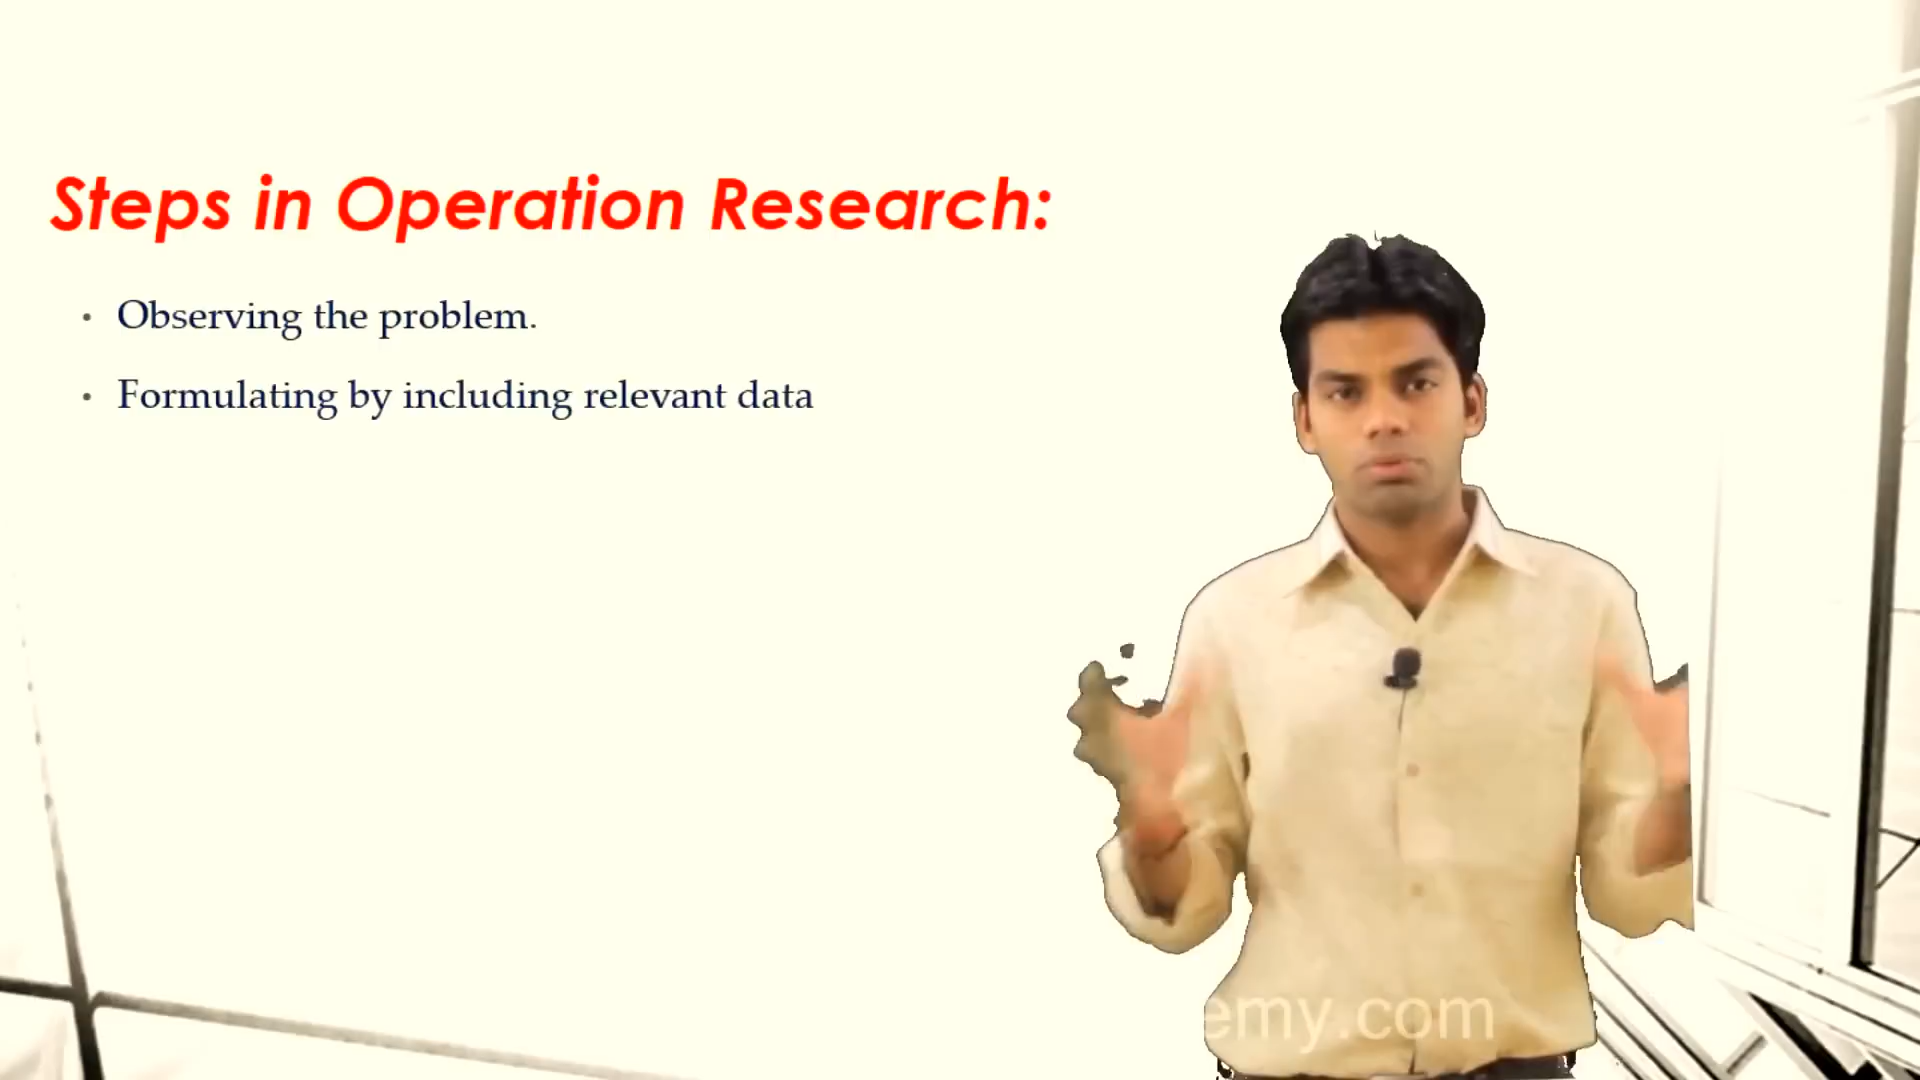 Steps in Operation Research:
• Observing the problem.
• Formulating by including relevant data
emy.com